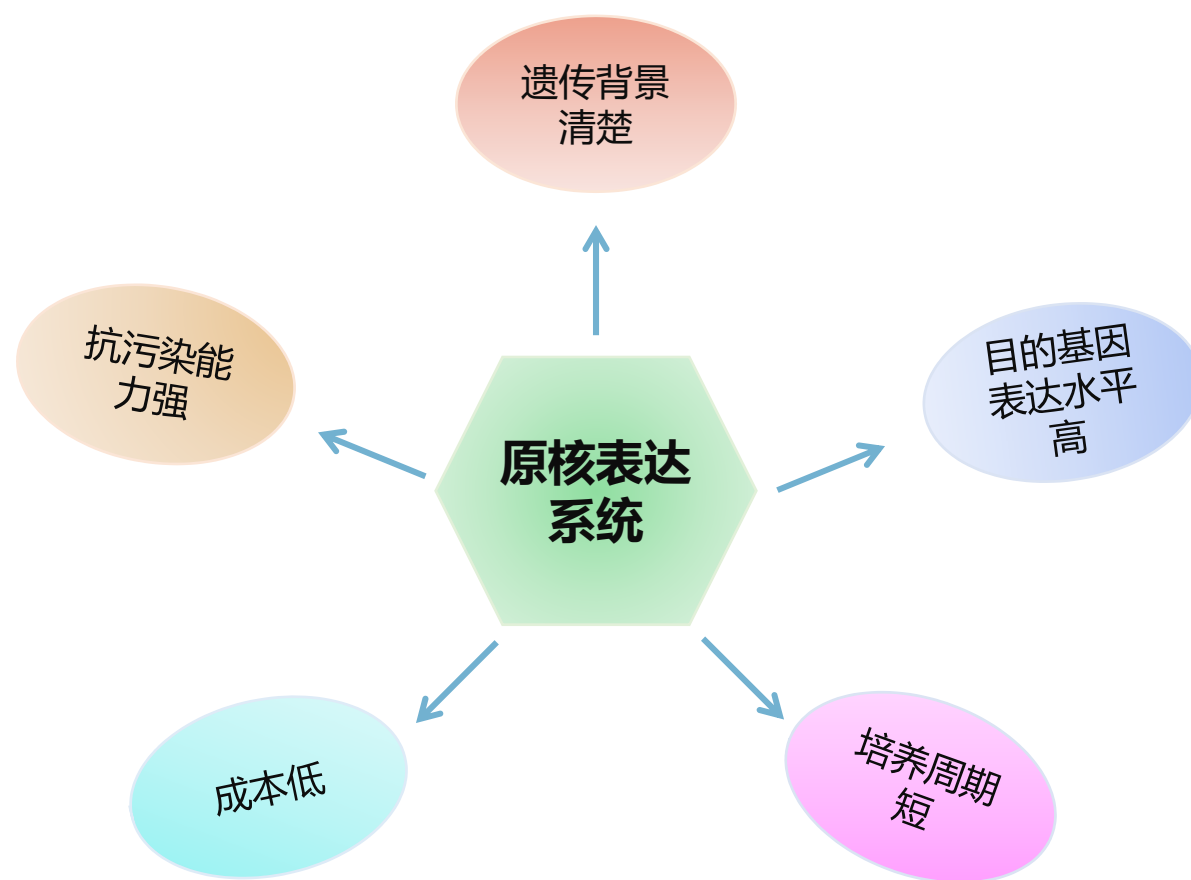 遗传背景
清楚
抗污染能
力强
目的基因
表达水平
高
原核表达
系统
成本低
培养周期
短